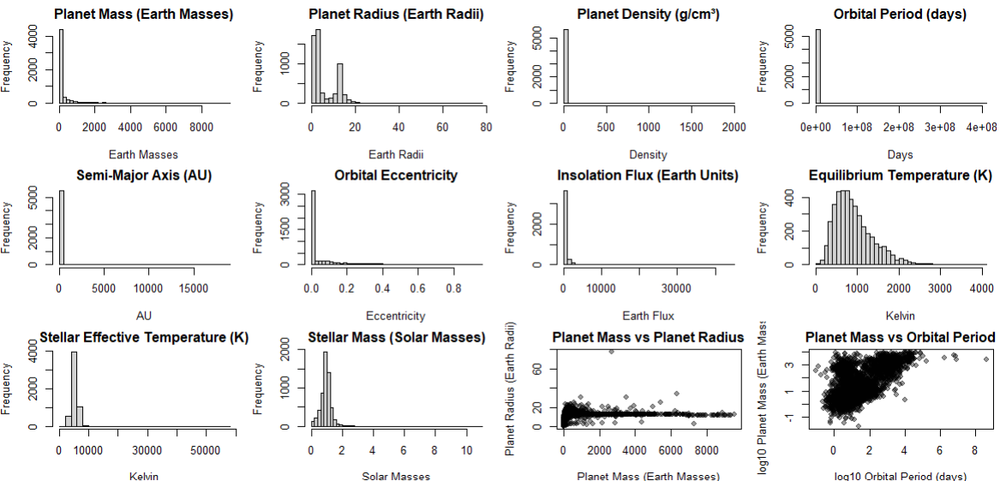 Planet Mass (Earth Masses)
Frequency
0 2000 4000
0 2000 4000 6000 8000
Earth Masses
Planet Radius (Earth Radii)
Frequency
0 1500
0 20 40 60 80
Earth Radii
Planet Density (g/cm³)
Frequency
0 2000 5000
0 500 1000 1500 2000
Density
Orbital Period (days)
Frequency
0 2000 5000
0e+00 1e+08 2e+08 3e+08 4e+08
Days
Semi-Major Axis (AU)
Frequency
0 2000 5000
0 5000 10000 15000
AU
Orbital Eccentricity
Frequency
0 1500 3000
0.0 0.2 0.4 0.6 0.8
Eccentricity
Insolation Flux (Earth Units)
Frequency
0 2000
0 10000 30000
Earth Flux
Equilibrium Temperature (K)
Frequency
0 200 400
0 1000 2000 3000 4000
Kelvin
Stellar Effective Temperature (K)
Frequency
0 2000 4000
0 10000 30000 50000
Kelvin
Stellar Mass (Solar Masses)
Frequency
0 1000 2000
0 2 4 6 8 10
Solar Masses
Planet Mass vs Planet Radius
Planet Radius (Earth Radii)
0 20 60
0 2000 4000 6000 8000
Planet Mass (Earth Masses)
Planet Mass vs Orbital Period
log10 Planet Mass (Earth Mass
-1 1 3
0 2 4 6 8
log10 Orbital Period (days)